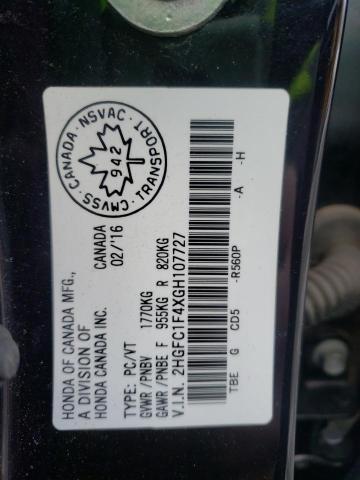 HONDA OF CANADA MFG.,
A DIVISION OF
HONDA CANADA INC.
CANADA
02/'16
CMVSS · CANADA · NSVAC · TRANSPORT ·
942
TYPE: PC/VT
GVWR/PNBV 1770KG
GAWR/PNBE F 955KG R 820KG
V.I.N. 2HGFC1F4XGH107727
TBE G CD5 -R560P -A -H